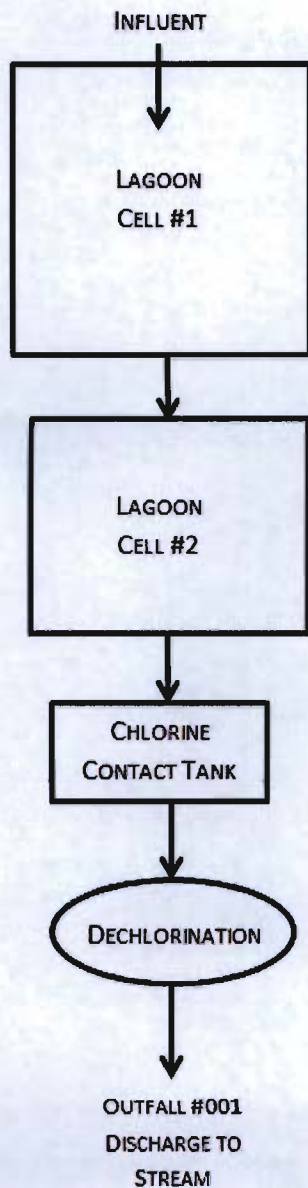 INFLUENT
LAGOON
CELL #1
LAGOON
CELL #2
CHLORINE
CONTACT TANK
DECHLORINATION
OUTFALL #001
DISCHARGE TO
STREAM